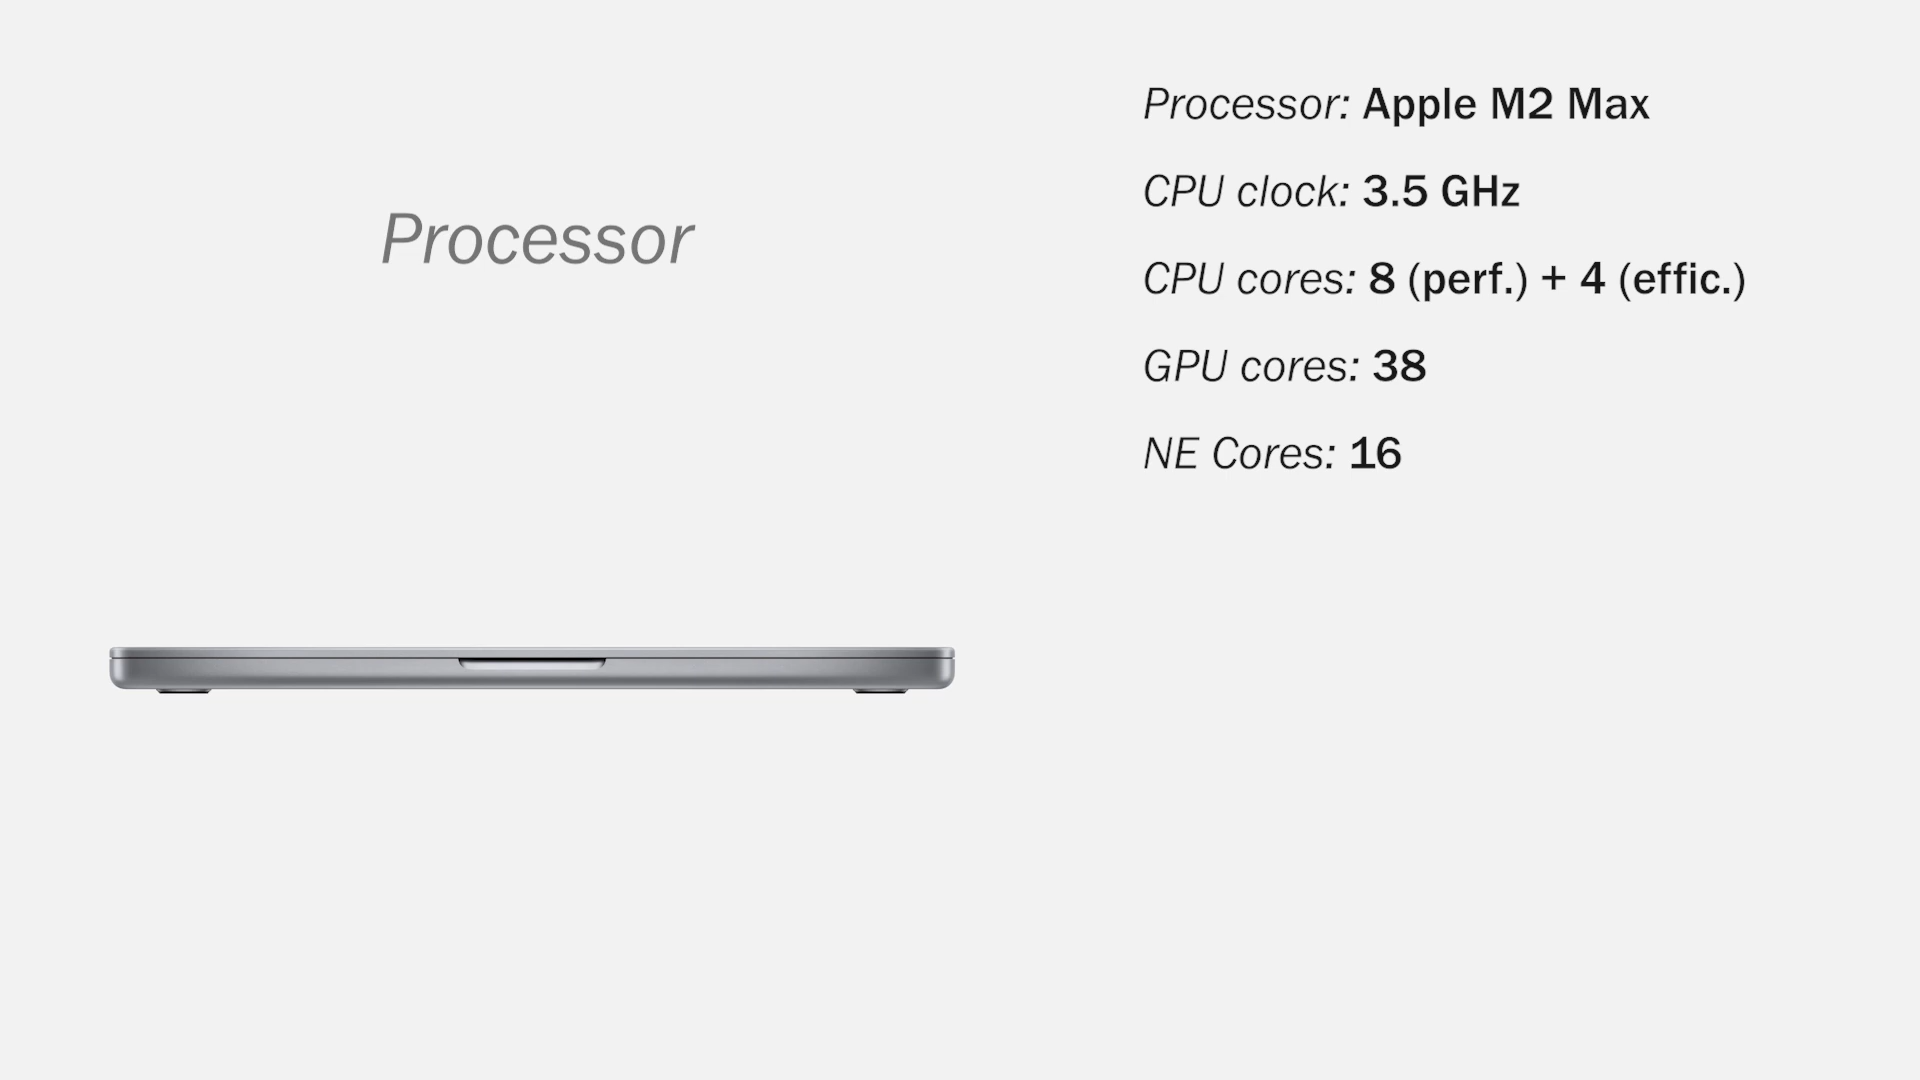 Processor
Processor: Apple M2 Max
CPU clock: 3.5 GHz
CPU cores: 8 (perf.) + 4 (effic.)
GPU cores: 38
NE Cores: 16